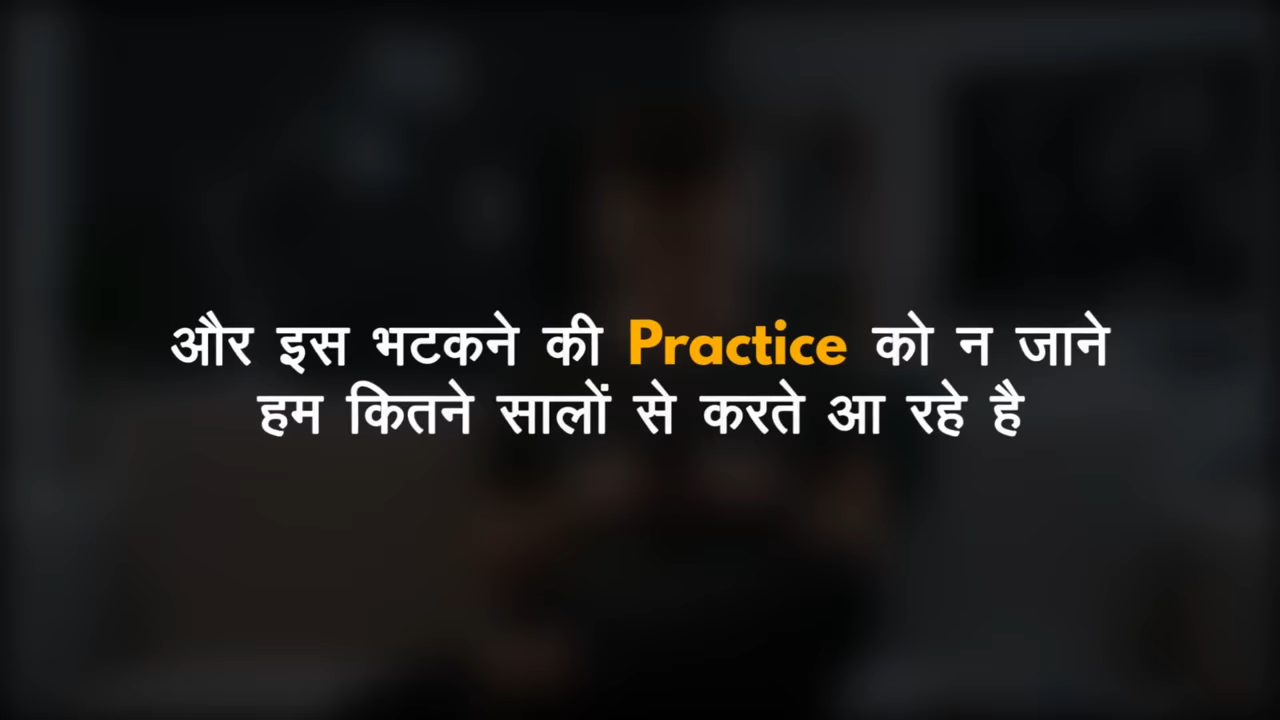 और इस भटकने की Practice को न जाने
हम कितने सालों से करते आ रहे है